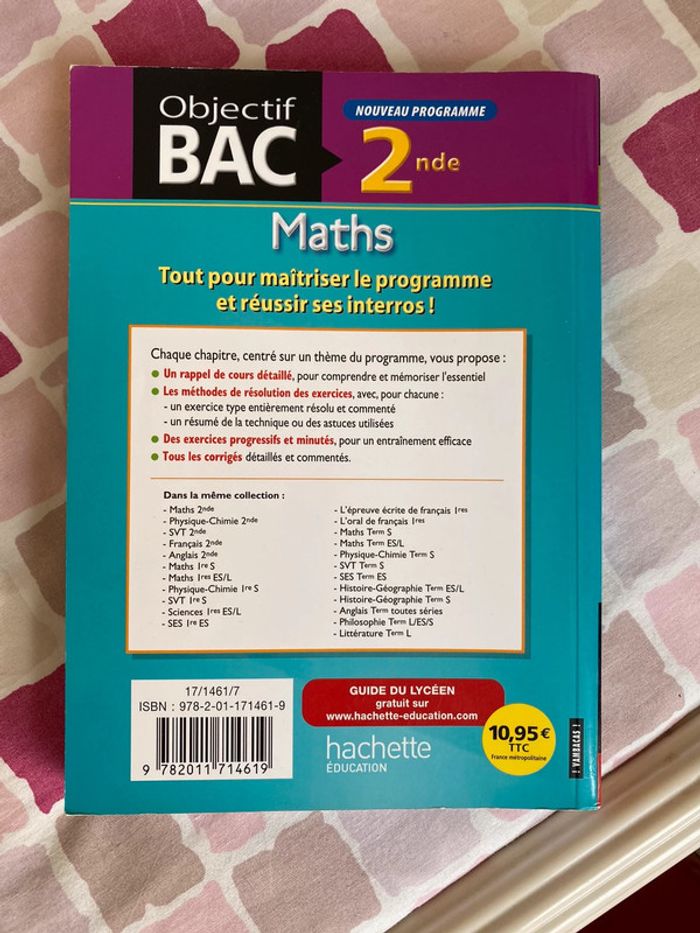 Objectif
BAC
NOUVEAU PROGRAMME
2nde
Maths
Tout pour maîtriser le programme
et réussir ses interros !
Chaque chapitre, centré sur un thème du programme, vous propose :
● Un rappel de cours détaillé, pour comprendre et mémoriser l'essentiel
● Les méthodes de résolution des exercices, avec, pour chacune :
- un exercice type entièrement résolu et commenté
- un résumé de la technique ou des astuces utilisées
● Des exercices progressifs et minutés, pour un entraînement efficace
● Tous les corrigés détaillés et commentés.
Dans la même collection :
- Maths 2nde
- Physique-Chimie 2nde
- SVT 2nde
- Français 2nde
- Anglais 2nde
- Maths 1re S
- Maths 1res ES/L
- Physique-Chimie 1re S
- SVT 1re S
- Sciences 1res ES/L
- SES 1re ES
- L'épreuve écrite de français 1res
- L'oral de français 1res
- Maths Term S
- Maths Term ES/L
- Physique-Chimie Term S
- SVT Term S
- SES Term ES
- Histoire-Géographie Term ES/L
- Histoire-Géographie Term S
- Anglais Term toutes séries
- Philosophie Term L/ES/S
- Littérature Term L
17/1461/7
ISBN : 978-2-01-171461-9
9 782011 714619
GUIDE DU LYCÉEN
gratuit sur
www.hachette-education.com
hachette
ÉDUCATION
10,95 €
TTC
France métropolitaine
! YAMBACAS !